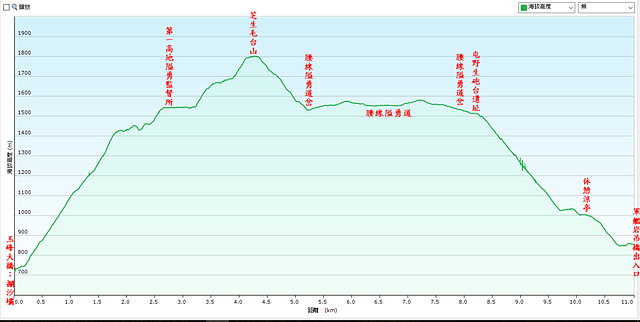 縮放
海拔高度
無
海拔高度 (m)
1900
1800
1700
1600
1500
1400
1300
1200
1100
1000
900
800
700
玉峰大橋：攔沙壩
第一高地隘勇監督所
芝生毛台山
腰線隘勇道岔
腰線隘勇道
腰線隘勇道岔
屯野生砲台遺址
休憩涼亭
軍艦岩吊橋出入口
0.0 0.5 1.0 1.5 2.0 2.5 3.0 3.5 4.0 4.5 5.0 5.5 6.0 6.5 7.0 7.5 8.0 8.5 9.0 9.5 10.0 10.5 11.0
距離 (km)